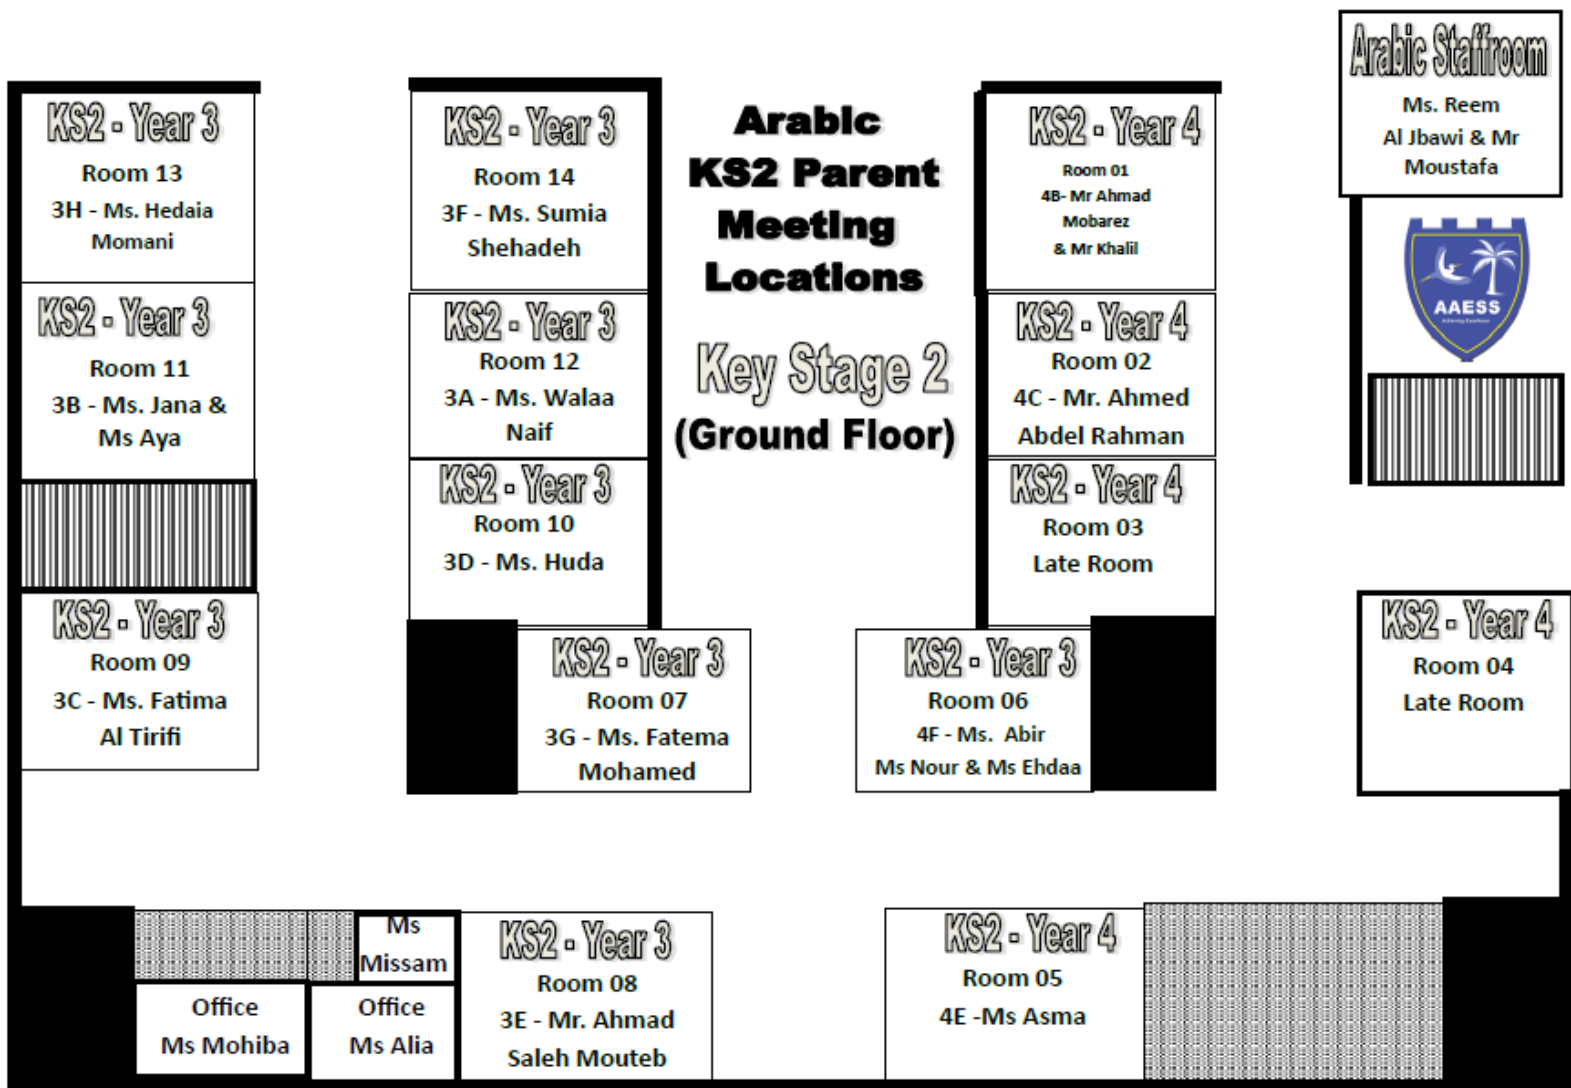 KS2 - Year 3
Room 13
3H - Ms. Hedaia
Momani
KS2 - Year 3
Room 11
3B - Ms. Jana &
Ms Aya
KS2 - Year 3
Room 09
3C - Ms. Fatima
Al Tirifi
KS2 - Year 3
Room 14
3F - Ms. Sumia
Shehadeh
KS2 - Year 3
Room 12
3A - Ms. Walaa
Naif
KS2 - Year 3
Room 10
3D - Ms. Huda
KS2 - Year 3
Room 07
3G - Ms. Fatema
Mohamed
Arabic
KS2 Parent
Meeting
Locations
Key Stage 2
(Ground Floor)
KS2 - Year 4
Room 01
4B- Mr Ahmad
Mobarez
& Mr Khalil
KS2 - Year 4
Room 02
4C - Mr. Ahmed
Abdel Rahman
KS2 - Year 4
Room 03
Late Room
KS2 - Year 3
Room 06
4F - Ms. Abir
Ms Nour & Ms Ehdaa
Arabic Staffroom
Ms. Reem
Al Jbawi & Mr
Moustafa
AAESS
KS2 - Year 4
Room 04
Late Room
Ms
Missam
Office
Ms Mohiba
Office
Ms Alia
KS2 - Year 3
Room 08
3E - Mr. Ahmad
Saleh Mouteb
KS2 - Year 4
Room 05
4E -Ms Asma